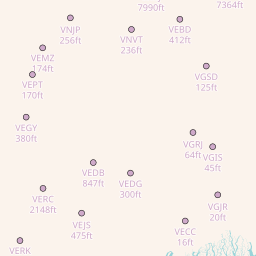 7990ft
7364ft
VNJP
256ft
VNVT
236ft
VEBD
412ft
VEMZ
174ft
VEPT
170ft
VGSD
125ft
VEGY
380ft
VGRJ
64ft
VGIS
45ft
VEDB
847ft
VEDG
300ft
VERC
2148ft
VGJR
20ft
VEJS
475ft
VECC
16ft
VERK